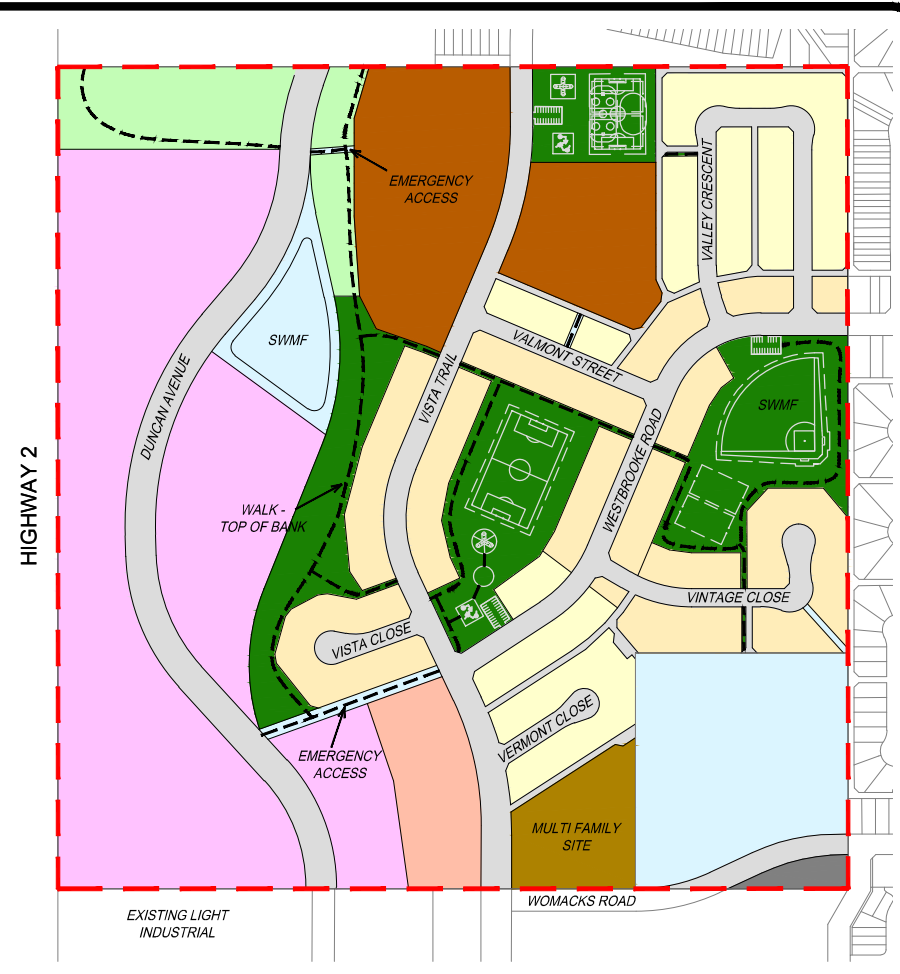 EMERGENCY
ACCESS
VALLEY CRESCENT
SWMF
VALMONT STREET
DUNCAN AVENUE
VISTA TRAIL
SWMF
WESTBROOKE ROAD
HIGHWAY 2
WALK -
TOP OF BANK
VINTAGE CLOSE
VISTA CLOSE
VERMONT CLOSE
EMERGENCY
ACCESS
MULTI FAMILY
SITE
WOMACKS ROAD
EXISTING LIGHT
INDUSTRIAL